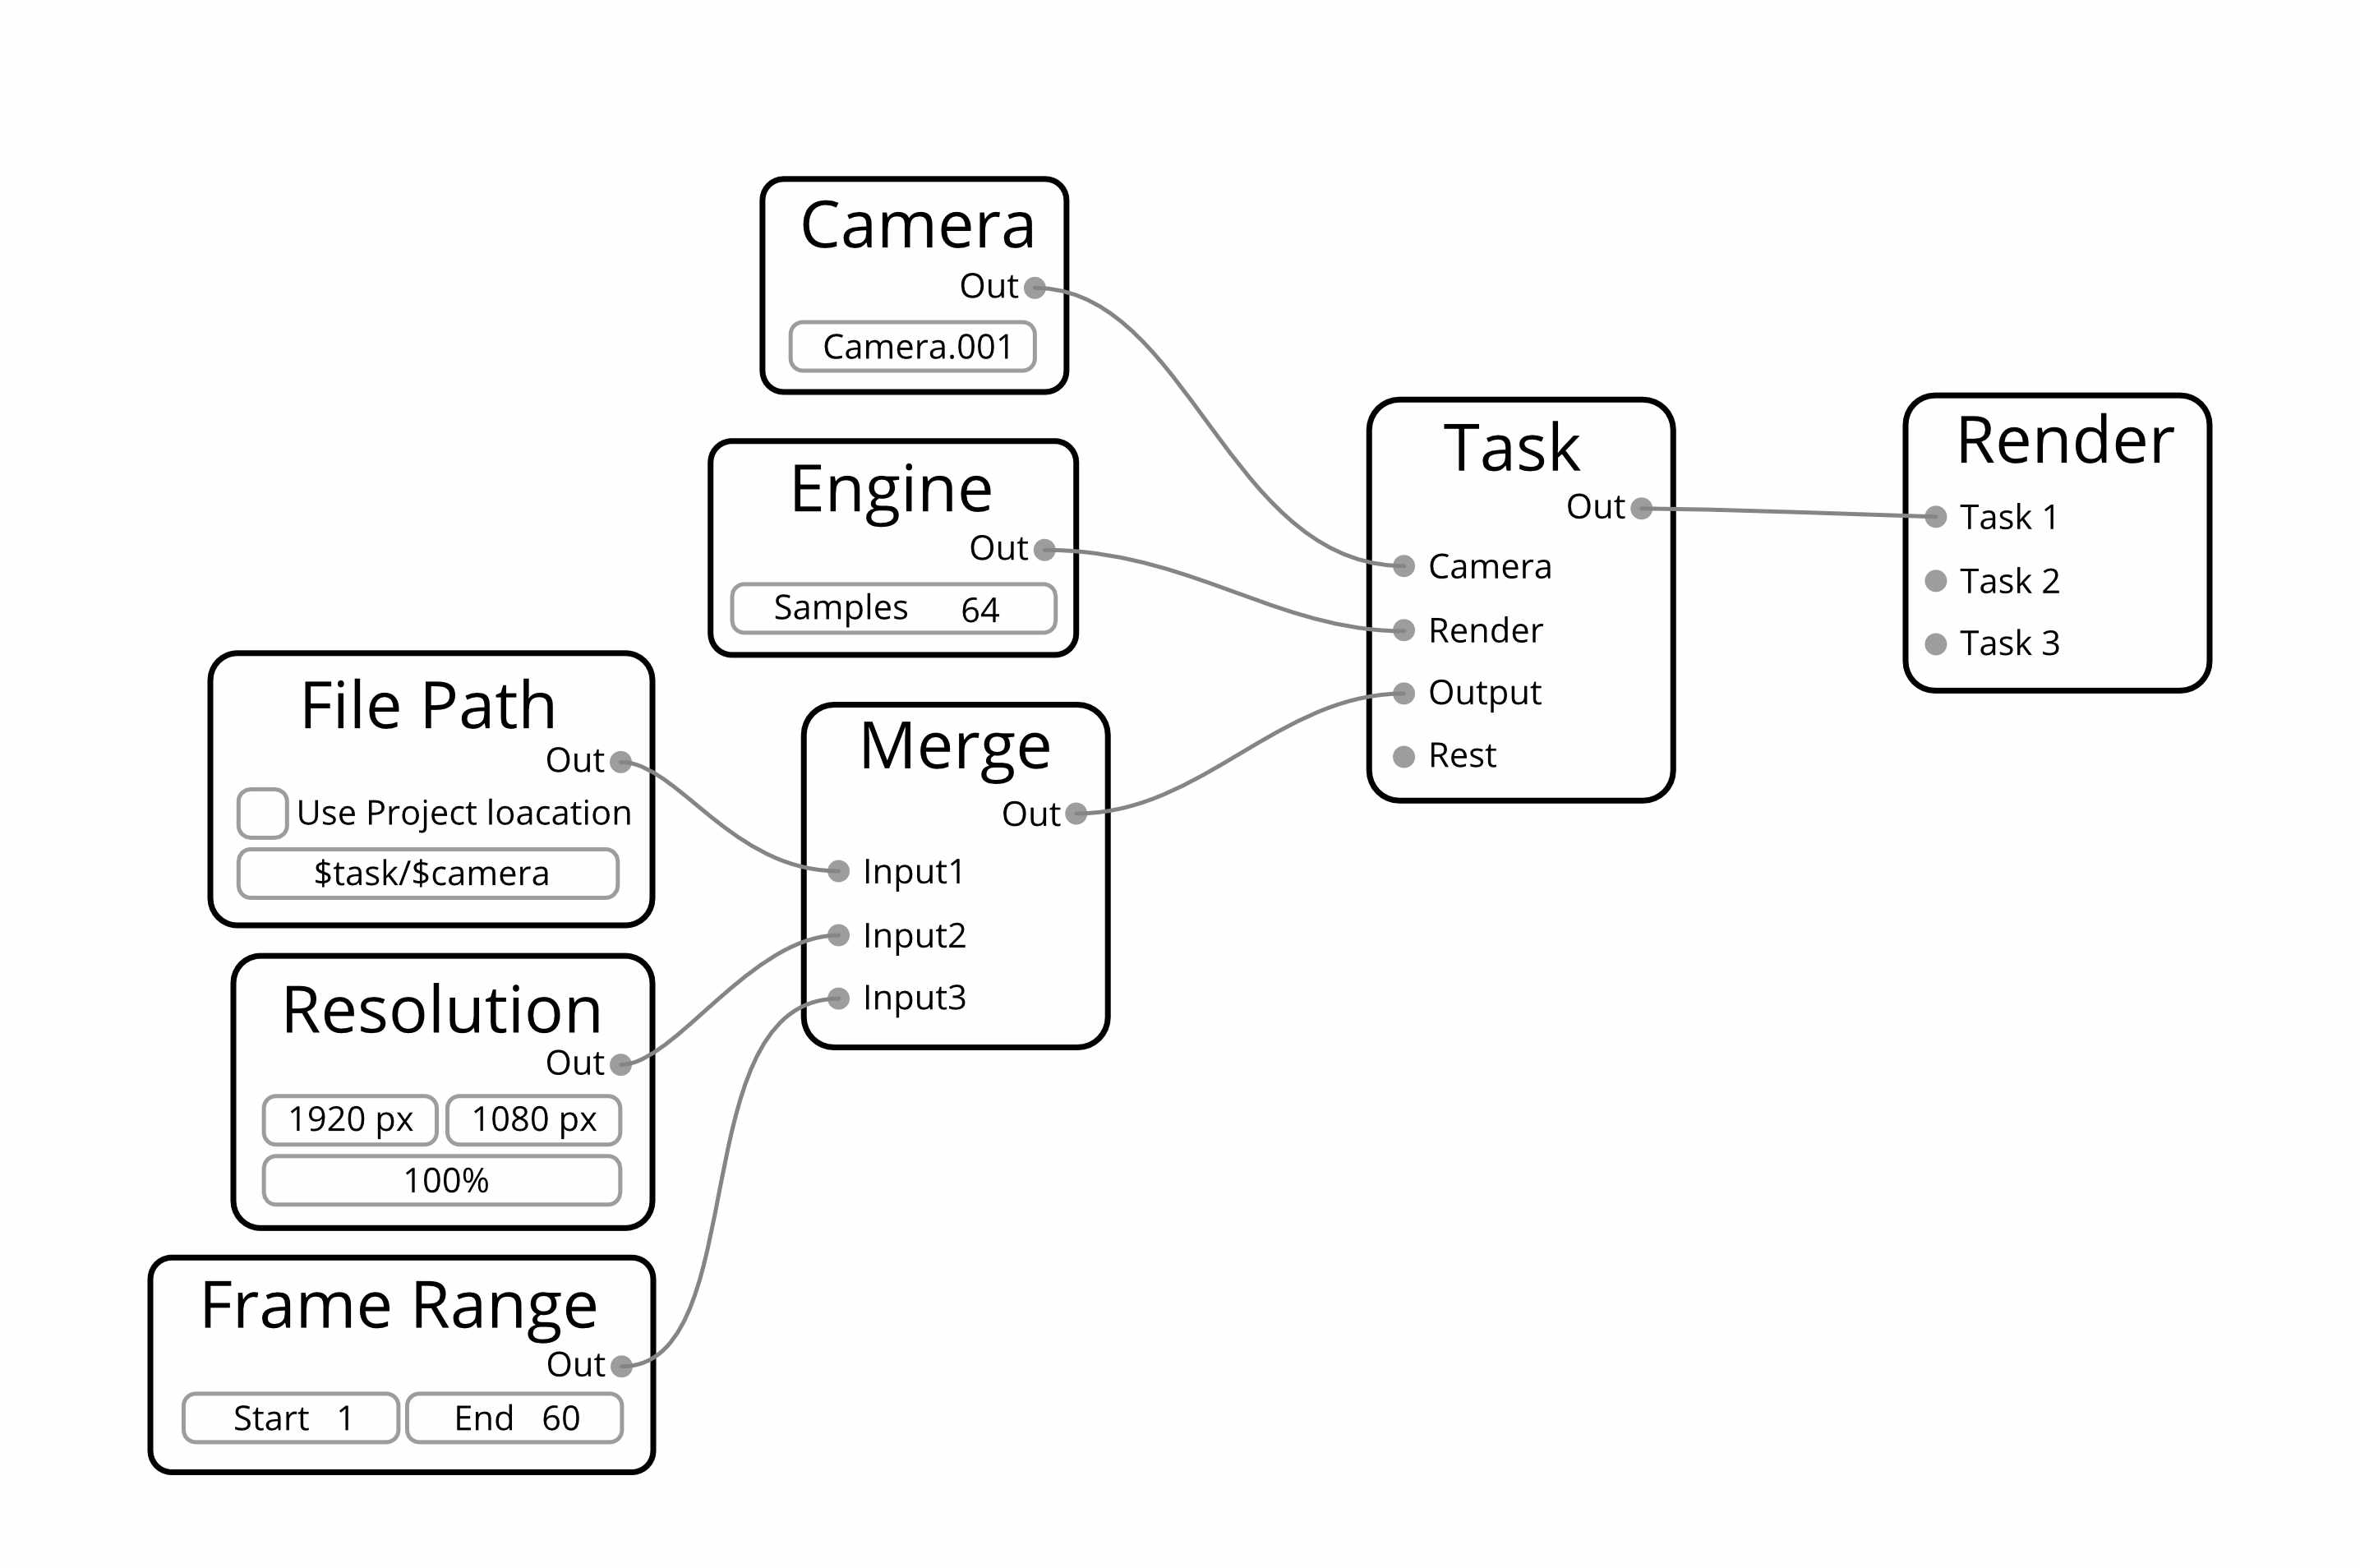 Camera
Out
Camera.001
Engine
Out
Samples 64
File Path
Out
Use Project loacation
$task/$camera
Resolution
Out
1920 px 1080 px
100%
Frame Range
Out
Start 1 End 60
Merge
Out
Input1
Input2
Input3
Task
Out
Camera
Render
Output
Rest
Render
Task 1
Task 2
Task 3